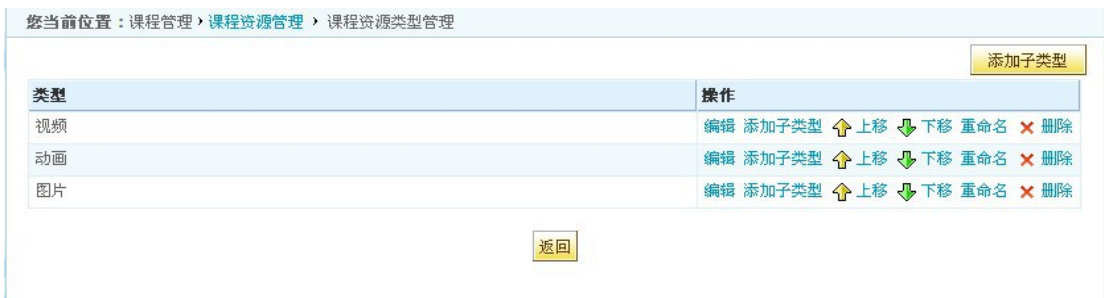 您当前位置：课程管理 › 课程资源管理 › 课程资源类型管理
添加子类型
类型 操作
视频 编辑 添加子类型 上移 下移 重命名 删除
动画 编辑 添加子类型 上移 下移 重命名 删除
图片 编辑 添加子类型 上移 下移 重命名 删除
返回